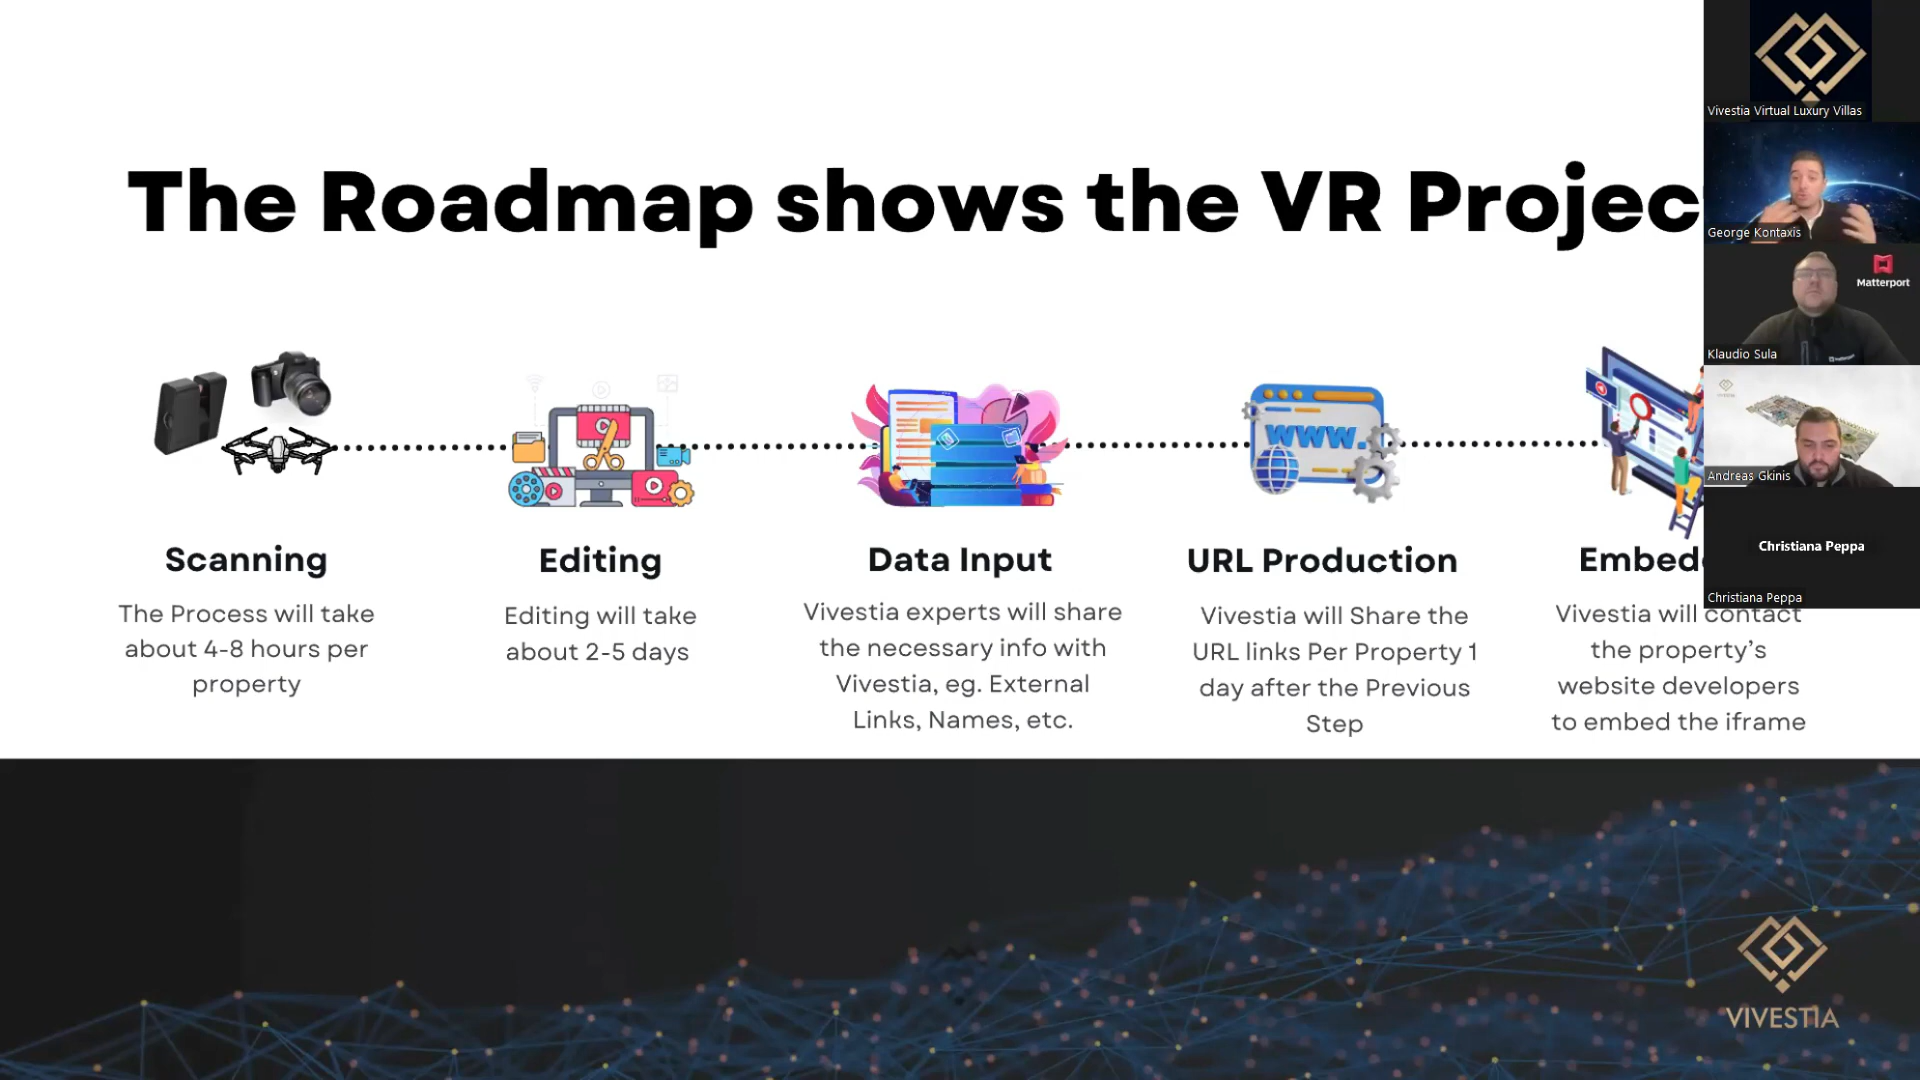 The Roadmap shows the VR Projec
Scanning
The Process will take
about 4-8 hours per
property
Editing
Editing will take
about 2-5 days
Data Input
Vivestia experts will share
the necessary info with
Vivestia, eg. External
Links, Names, etc.
WWW.
URL Production
Vivestia will Share the
URL links Per Property 1
day after the Previous
Step
Embed
Vivestia will contact
the property’s
website developers
to embed the iframe
Vivestia Virtual Luxury Villas
George Kontaxis
Matterport
Klaudio Sula
Andreas Gkinis
Christiana Peppa
Christiana Peppa
VIVESTIA